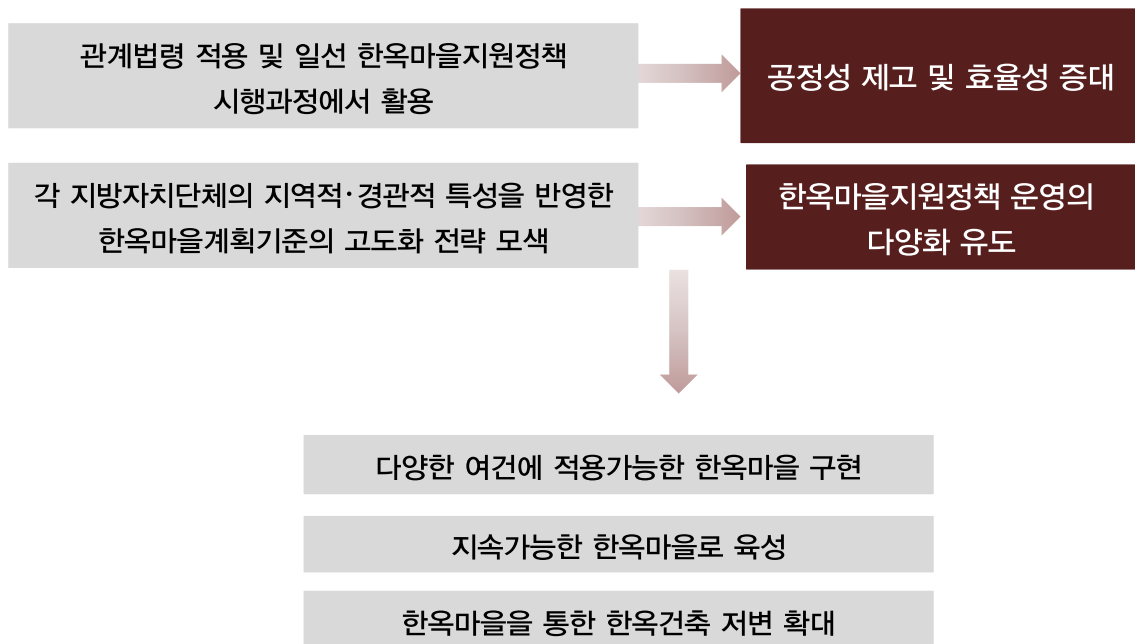 관계법령 적용 및 일선 한옥마을지원정책
시행과정에서 활용
공정성 제고 및 효율성 증대
각 지방자치단체의 지역적·경관적 특성을 반영한
한옥마을계획기준의 고도화 전략 모색
한옥마을지원정책 운영의
다양화 유도
다양한 여건에 적용가능한 한옥마을 구현
지속가능한 한옥마을로 육성
한옥마을을 통한 한옥건축 저변 확대